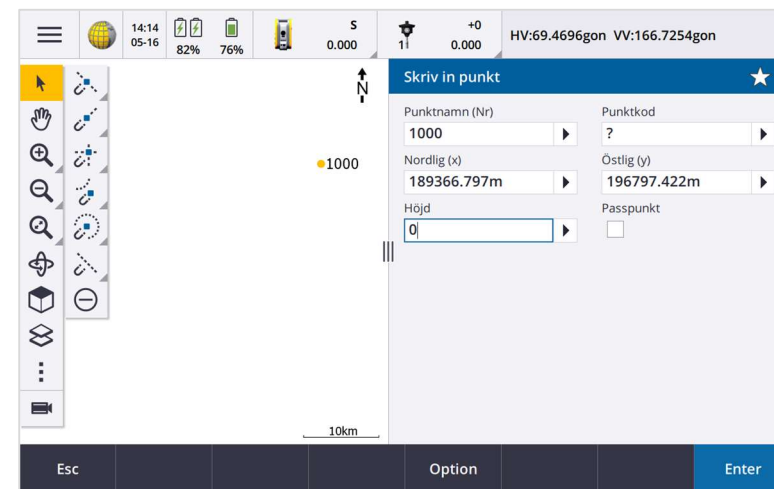 14:14
05-16
82%
76%
S
0.000
1
+0
0.000
HV:69.4696gon VV:166.7254gon
N
1000
10km
Skriv in punkt
Punktnamn (Nr)
Punktkod
1000
?
Nordlig (x)
Östlig (y)
189366.797m
196797.422m
Höjd
Passpunkt
0
Esc
Option
Enter